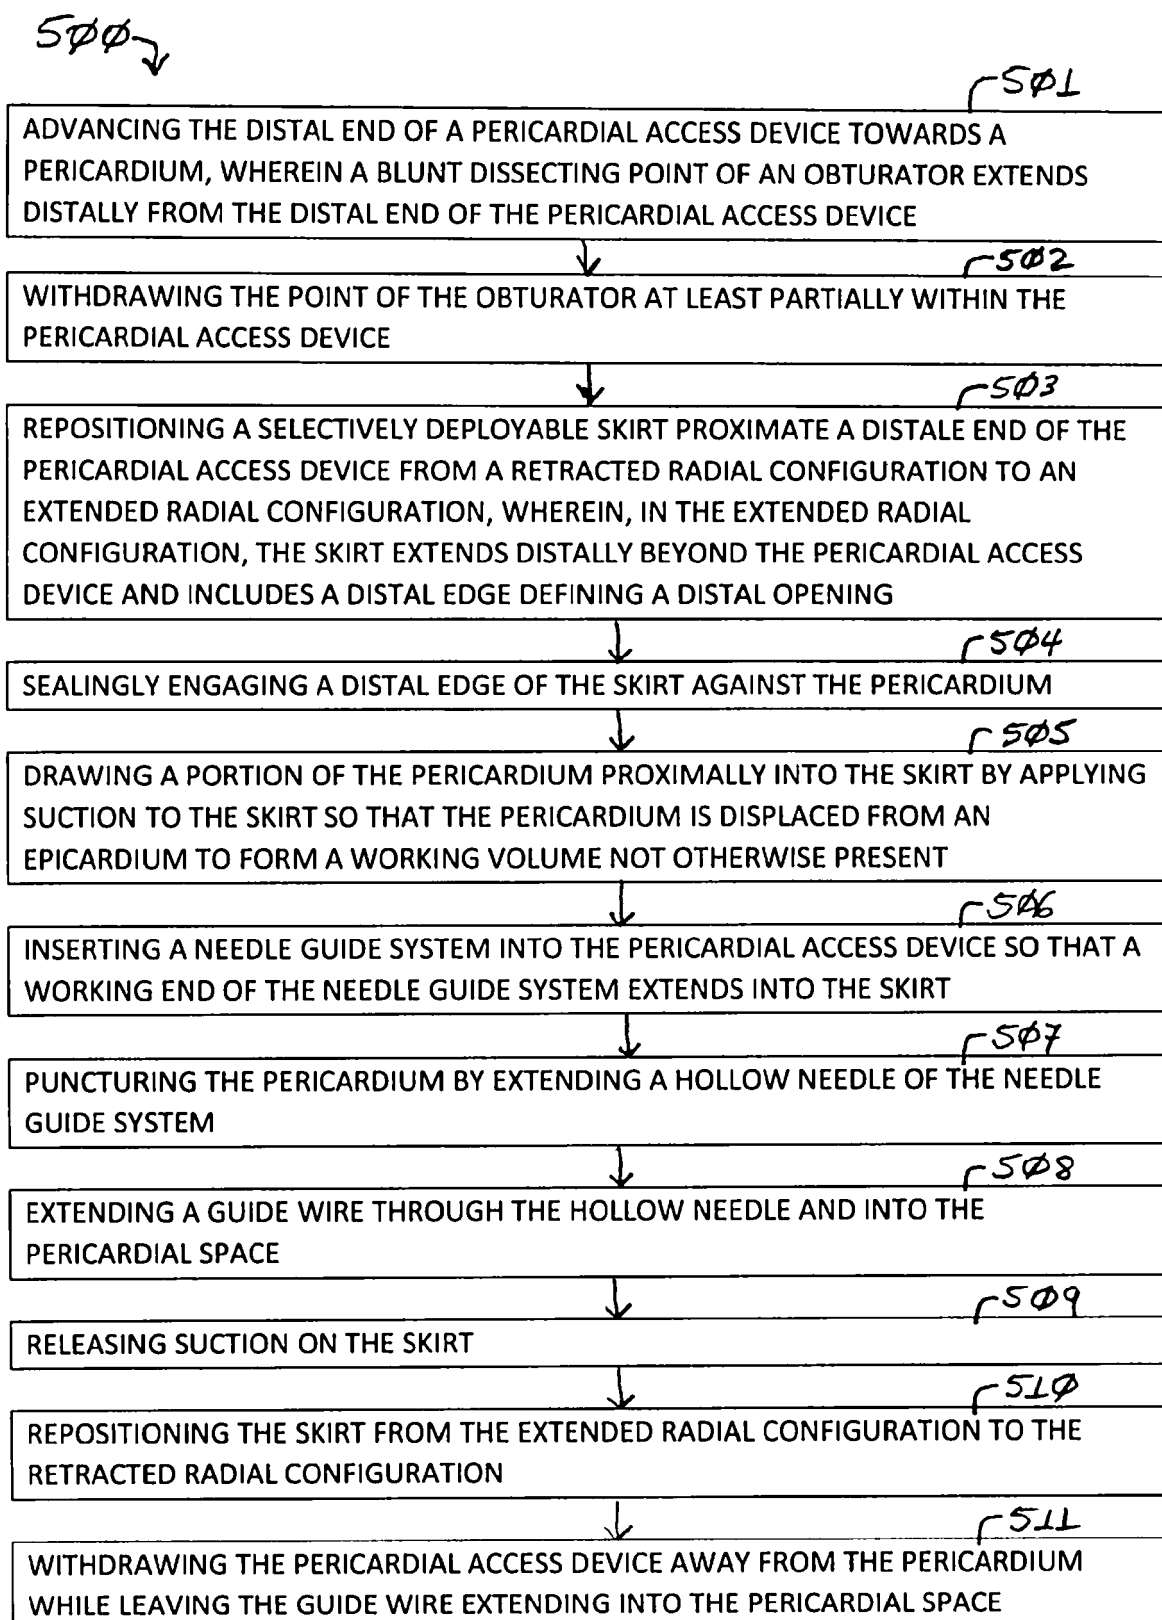 500
501
ADVANCING THE DISTAL END OF A PERICARDIAL ACCESS DEVICE TOWARDS A
PERICARDIUM, WHEREIN A BLUNT DISSECTING POINT OF AN OBTURATOR EXTENDS
DISTALLY FROM THE DISTAL END OF THE PERICARDIAL ACCESS DEVICE
502
WITHDRAWING THE POINT OF THE OBTURATOR AT LEAST PARTIALLY WITHIN THE
PERICARDIAL ACCESS DEVICE
503
REPOSITIONING A SELECTIVELY DEPLOYABLE SKIRT PROXIMATE A DISTALE END OF THE
PERICARDIAL ACCESS DEVICE FROM A RETRACTED RADIAL CONFIGURATION TO AN
EXTENDED RADIAL CONFIGURATION, WHEREIN, IN THE EXTENDED RADIAL
CONFIGURATION, THE SKIRT EXTENDS DISTALLY BEYOND THE PERICARDIAL ACCESS
DEVICE AND INCLUDES A DISTAL EDGE DEFINING A DISTAL OPENING
504
SEALINGLY ENGAGING A DISTAL EDGE OF THE SKIRT AGAINST THE PERICARDIUM
505
DRAWING A PORTION OF THE PERICARDIUM PROXIMALLY INTO THE SKIRT BY APPLYING
SUCTION TO THE SKIRT SO THAT THE PERICARDIUM IS DISPLACED FROM AN
EPICARDIUM TO FORM A WORKING VOLUME NOT OTHERWISE PRESENT
506
INSERTING A NEEDLE GUIDE SYSTEM INTO THE PERICARDIAL ACCESS DEVICE SO THAT A
WORKING END OF THE NEEDLE GUIDE SYSTEM EXTENDS INTO THE SKIRT
507
PUNCTURING THE PERICARDIUM BY EXTENDING A HOLLOW NEEDLE OF THE NEEDLE
GUIDE SYSTEM
508
EXTENDING A GUIDE WIRE THROUGH THE HOLLOW NEEDLE AND INTO THE
PERICARDIAL SPACE
509
RELEASING SUCTION ON THE SKIRT
510
REPOSITIONING THE SKIRT FROM THE EXTENDED RADIAL CONFIGURATION TO THE
RETRACTED RADIAL CONFIGURATION
511
WITHDRAWING THE PERICARDIAL ACCESS DEVICE AWAY FROM THE PERICARDIUM
WHILE LEAVING THE GUIDE WIRE EXTENDING INTO THE PERICARDIAL SPACE